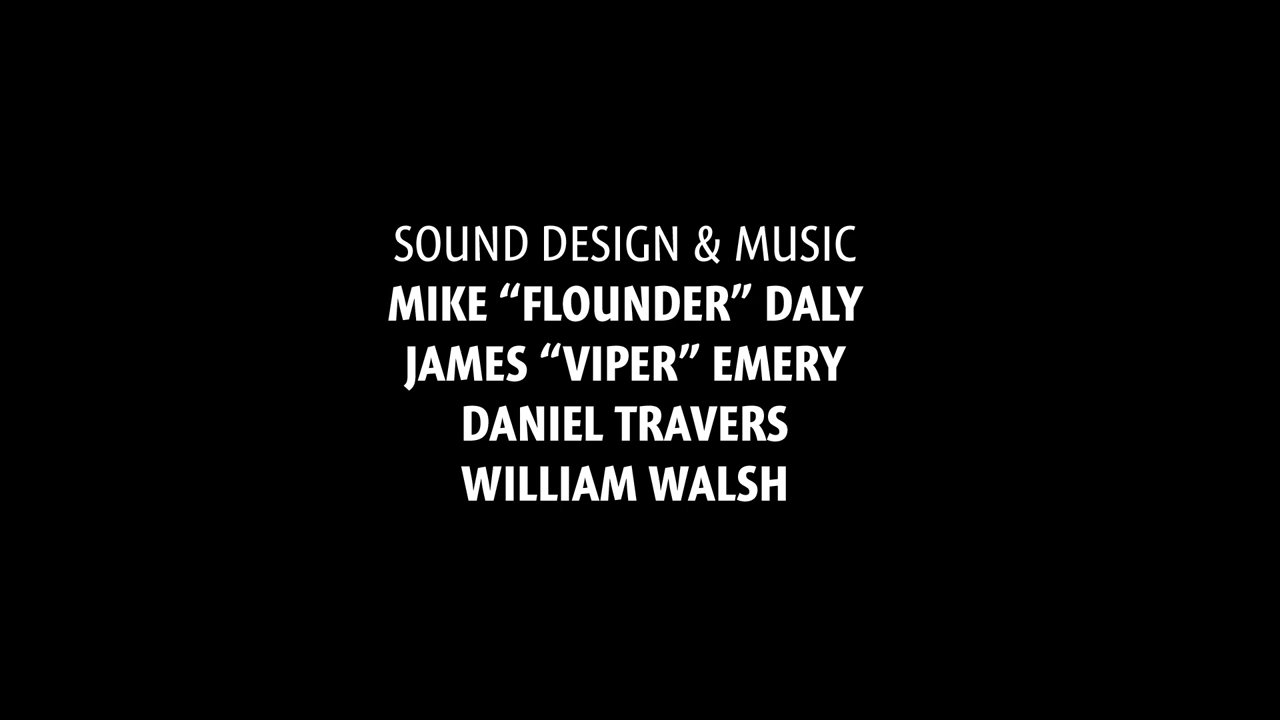 SOUND DESIGN & MUSIC
MIKE “FLOUNDER” DALY
JAMES “VIPER” EMERY
DANIEL TRAVERS
WILLIAM WALSH